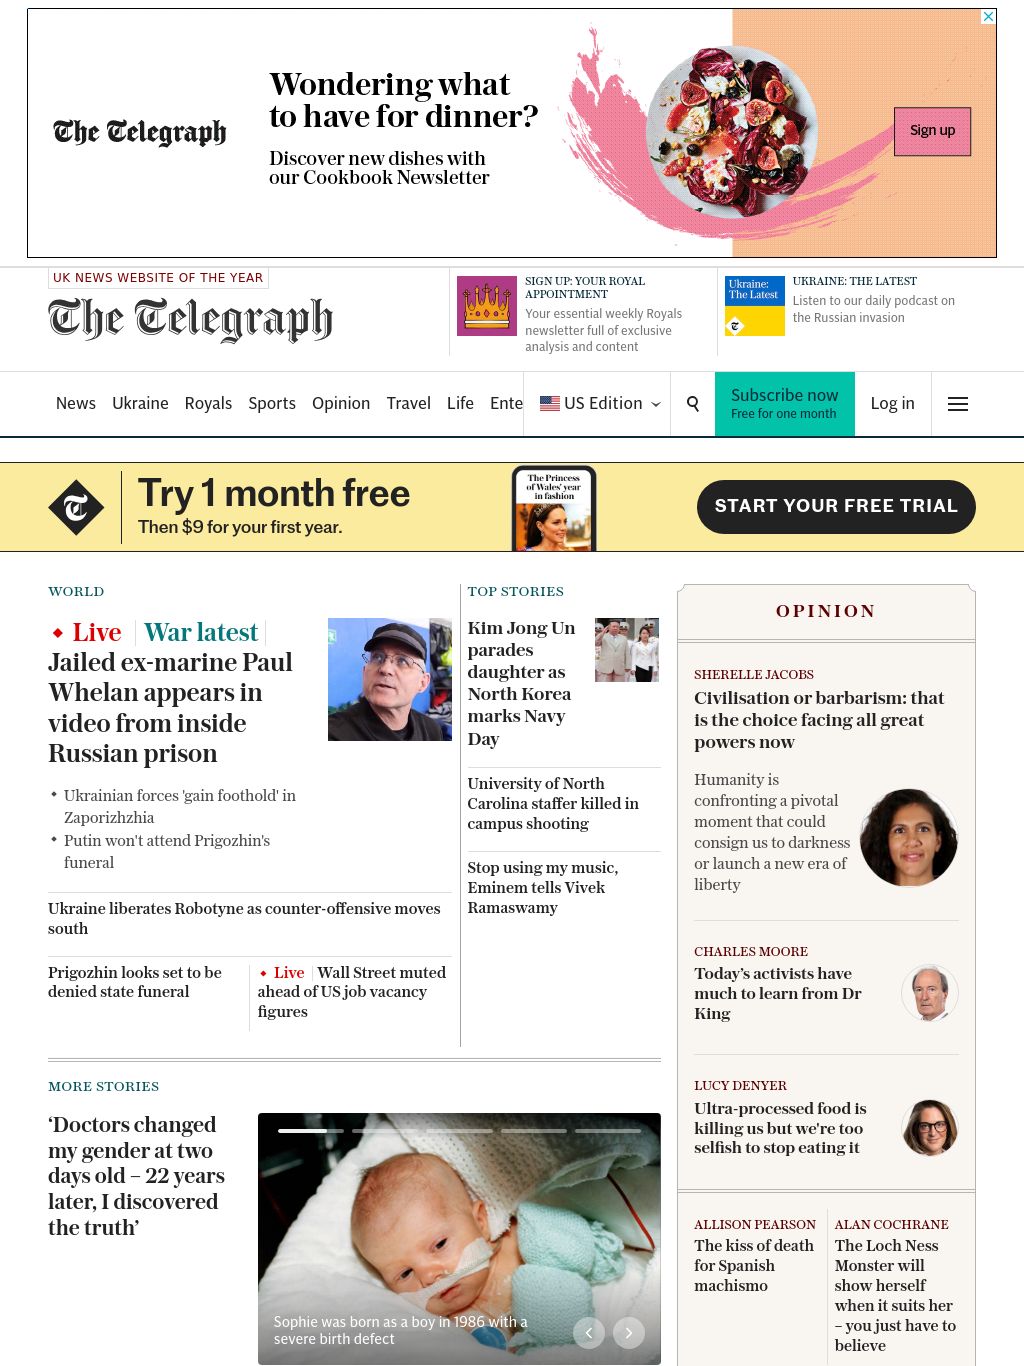 The Telegraph
Wondering what
to have for dinner?
Discover new dishes with
our Cookbook Newsletter
Sign up
UK NEWS WEBSITE OF THE YEAR
The Telegraph
SIGN UP: YOUR ROYAL
APPOINTMENT
Your essential weekly Royals
newsletter full of exclusive
analysis and content
Ukraine:
The Latest
UKRAINE: THE LATEST
Listen to our daily podcast on
the Russian invasion
News Ukraine Royals Sports Opinion Travel Life Ente
US Edition
Subscribe now
Free for one month
Log in
Try 1 month free
Then $9 for your first year.
The Princess
of Wales' year
in fashion
START YOUR FREE TRIAL
WORLD
Live War latest
Jailed ex-marine Paul
Whelan appears in
video from inside
Russian prison
Ukrainian forces 'gain foothold' in
Zaporizhzhia
Putin won't attend Prigozhin's
funeral
Ukraine liberates Robotyne as counter-offensive moves
south
Prigozhin looks set to be
denied state funeral
Live Wall Street muted
ahead of US job vacancy
figures
TOP STORIES
Kim Jong Un
parades
daughter as
North Korea
marks Navy
Day
University of North
Carolina staffer killed in
campus shooting
Stop using my music,
Eminem tells Vivek
Ramaswamy
MORE STORIES
‘Doctors changed
my gender at two
days old – 22 years
later, I discovered
the truth’
Sophie was born as a boy in 1986 with a
severe birth defect
OPINION
SHERELLE JACOBS
Civilisation or barbarism: that
is the choice facing all great
powers now
Humanity is
confronting a pivotal
moment that could
consign us to darkness
or launch a new era of
liberty
CHARLES MOORE
Today’s activists have
much to learn from Dr
King
LUCY DENYER
Ultra-processed food is
killing us but we're too
selfish to stop eating it
ALLISON PEARSON
The kiss of death
for Spanish
machismo
ALAN COCHRANE
The Loch Ness
Monster will
show herself
when it suits her
– you just have to
believe